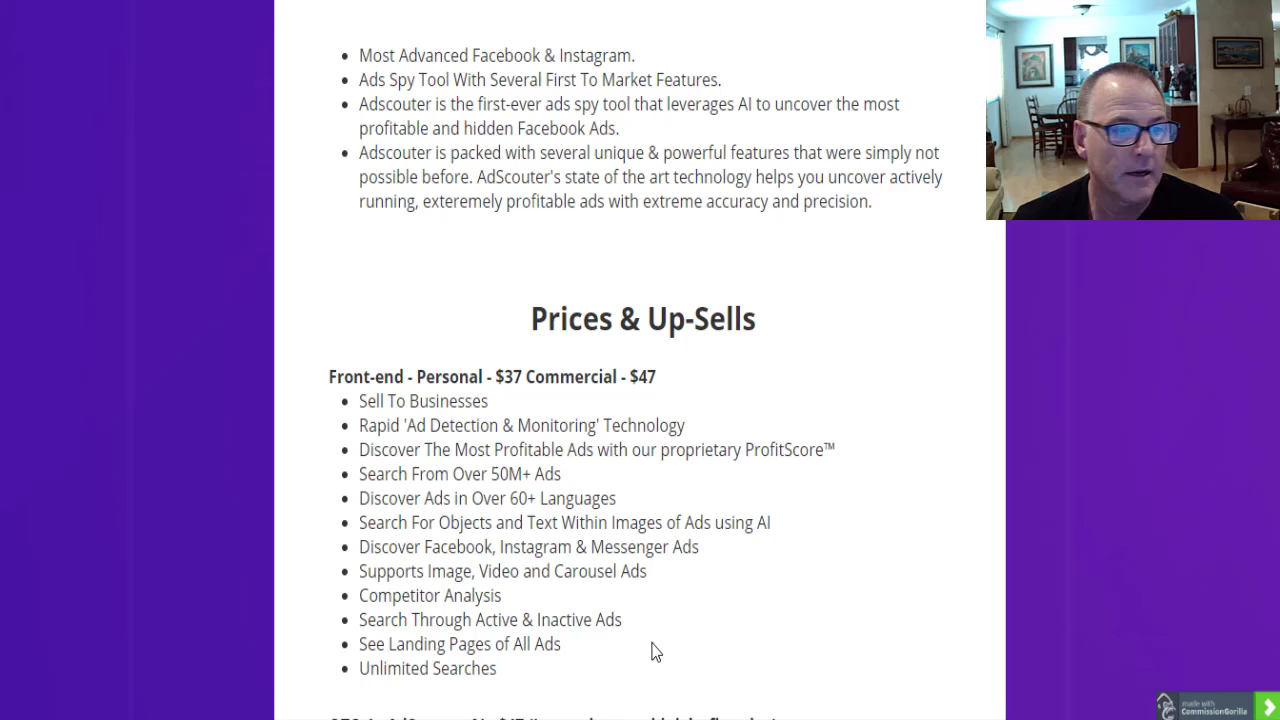 Most Advanced Facebook & Instagram.
Ads Spy Tool With Several First To Market Features.
Adscouter is the first-ever ads spy tool that leverages AI to uncover the most
profitable and hidden Facebook Ads.
Adscouter is packed with several unique & powerful features that were simply not
possible before. AdScouter's state of the art technology helps you uncover actively
running, exteremely profitable ads with extreme accuracy and precision.
Prices & Up-Sells
Front-end - Personal - $37 Commercial - $47
Sell To Businesses
Rapid 'Ad Detection & Monitoring' Technology
Discover The Most Profitable Ads with our proprietary ProfitScore™
Search From Over 50M+ Ads
Discover Ads in Over 60+ Languages
Search For Objects and Text Within Images of Ads using AI
Discover Facebook, Instagram & Messenger Ads
Supports Image, Video and Carousel Ads
Competitor Analysis
Search Through Active & Inactive Ads
See Landing Pages of All Ads
Unlimited Searches
made with
CommissionGorilla